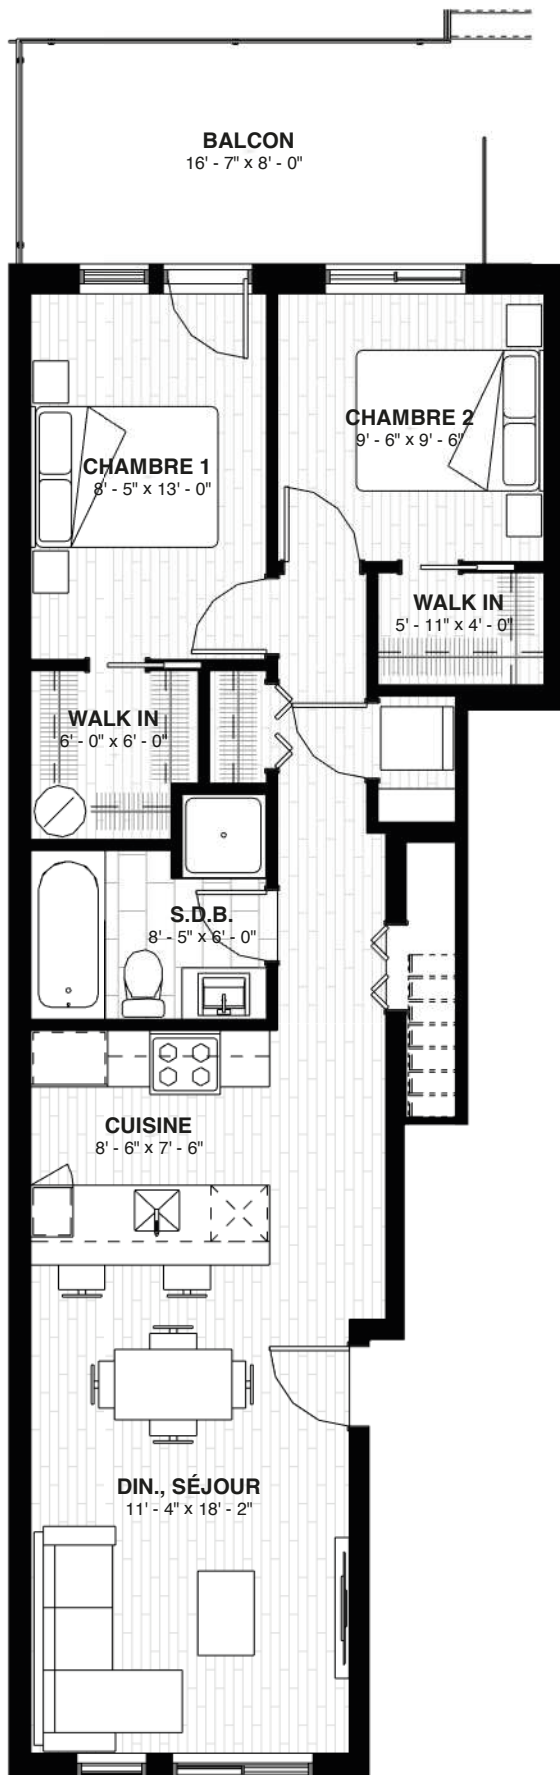 BALCON
16' - 7" x 8' - 0"
CHAMBRE 2
9' - 6" x 9' - 6"
CHAMBRE 1
8' - 5" x 13' - 0"
WALK IN
5' - 11" x 4' - 0"
WALK IN
6' - 0" x 6' - 0"
S.D.B.
8' - 5" x 6' - 0"
CUISINE
8' - 6" x 7' - 6"
DIN., SÉJOUR
11' - 4" x 18' - 2"